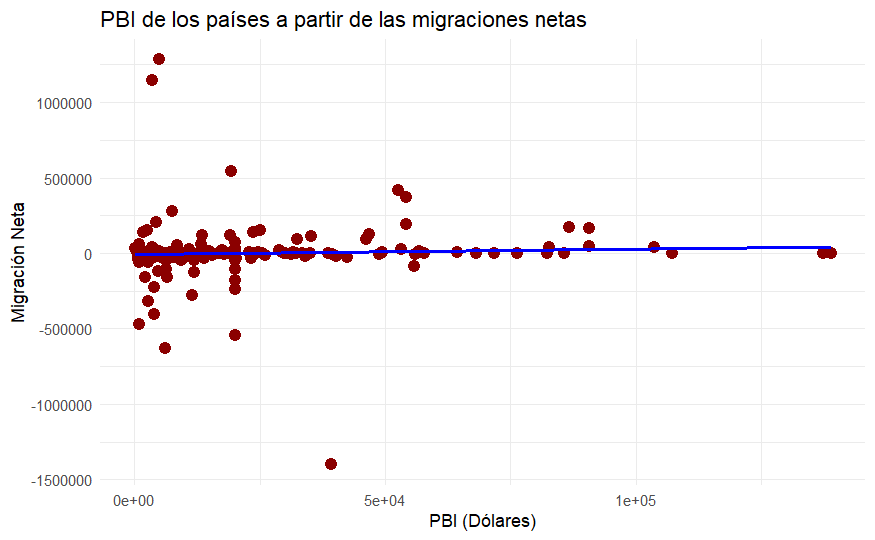 PBI de los países a partir de las migraciones netas
Migración Neta
1000000
500000
0
-500000
-1000000
-1500000
0e+00
5e+04
1e+05
PBI (Dólares)